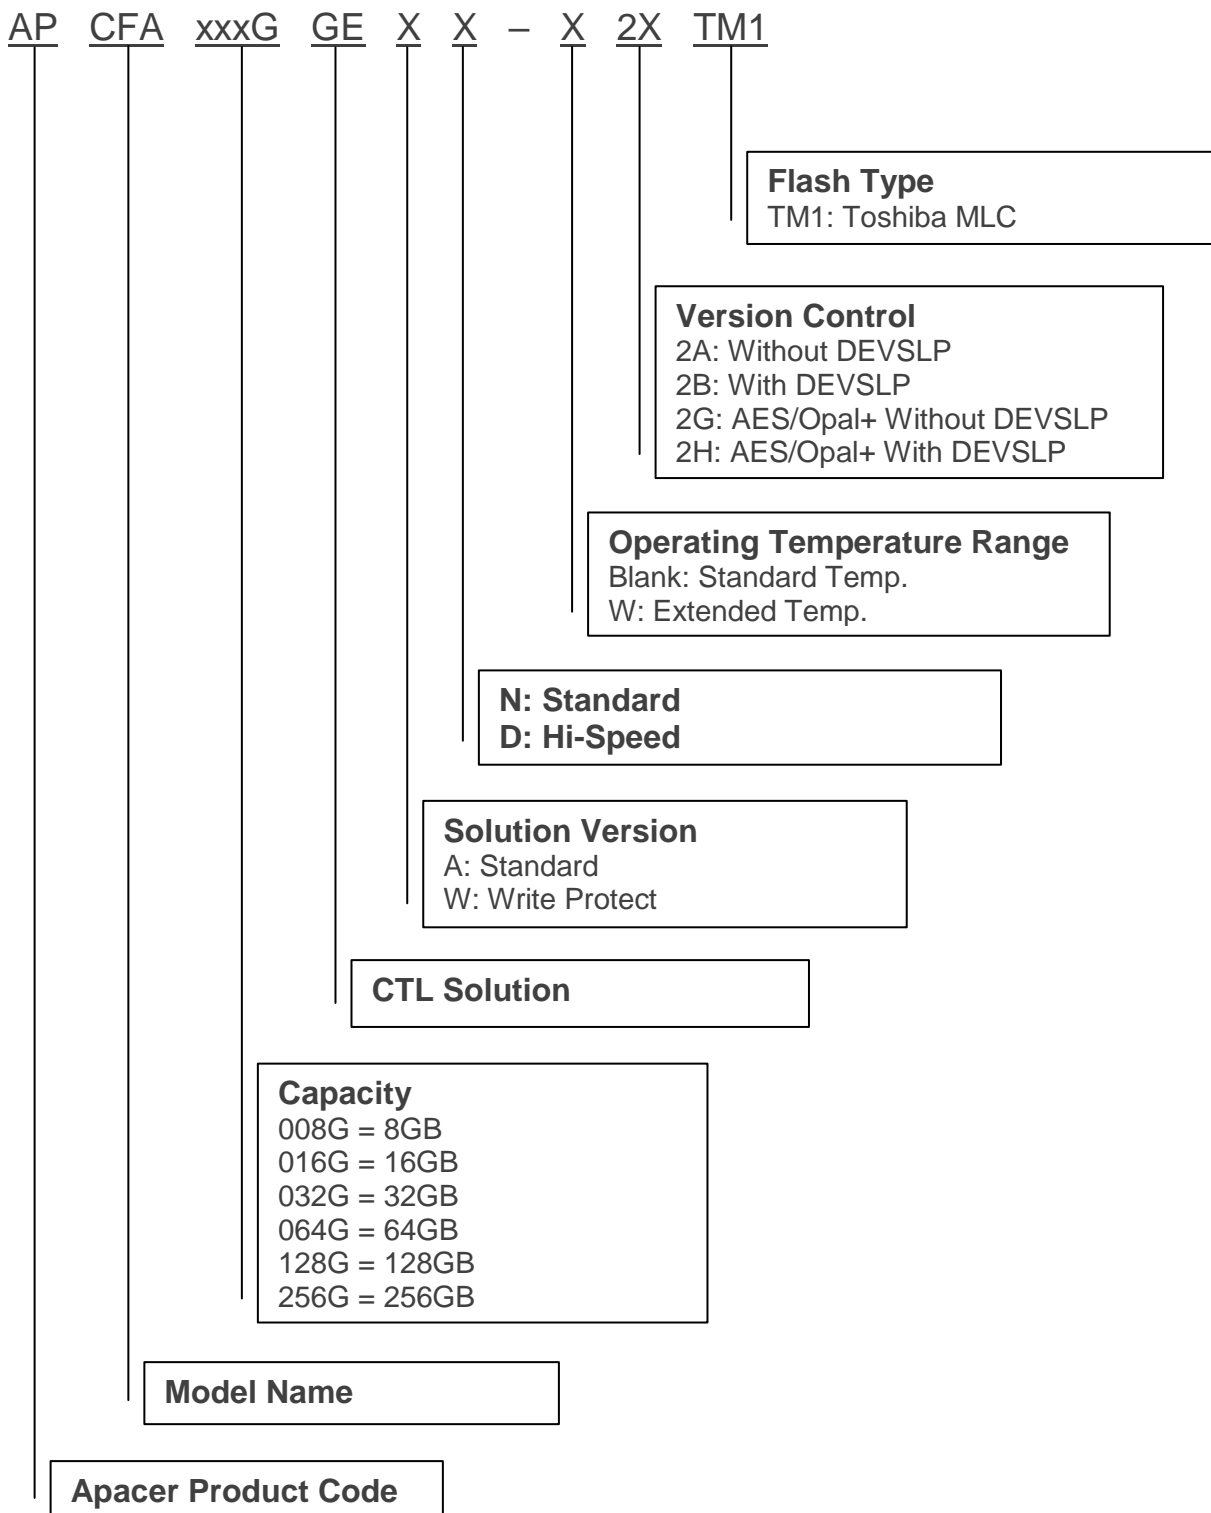 AP CFA xxxG GE X X – X 2X TM1
Flash Type
TM1: Toshiba MLC
Version Control
2A: Without DEVSLP
2B: With DEVSLP
2G: AES/Opal+ Without DEVSLP
2H: AES/Opal+ With DEVSLP
Operating Temperature Range
Blank: Standard Temp.
W: Extended Temp.
N: Standard
D: Hi-Speed
Solution Version
A: Standard
W: Write Protect
CTL Solution
Capacity
008G = 8GB
016G = 16GB
032G = 32GB
064G = 64GB
128G = 128GB
256G = 256GB
Model Name
Apacer Product Code